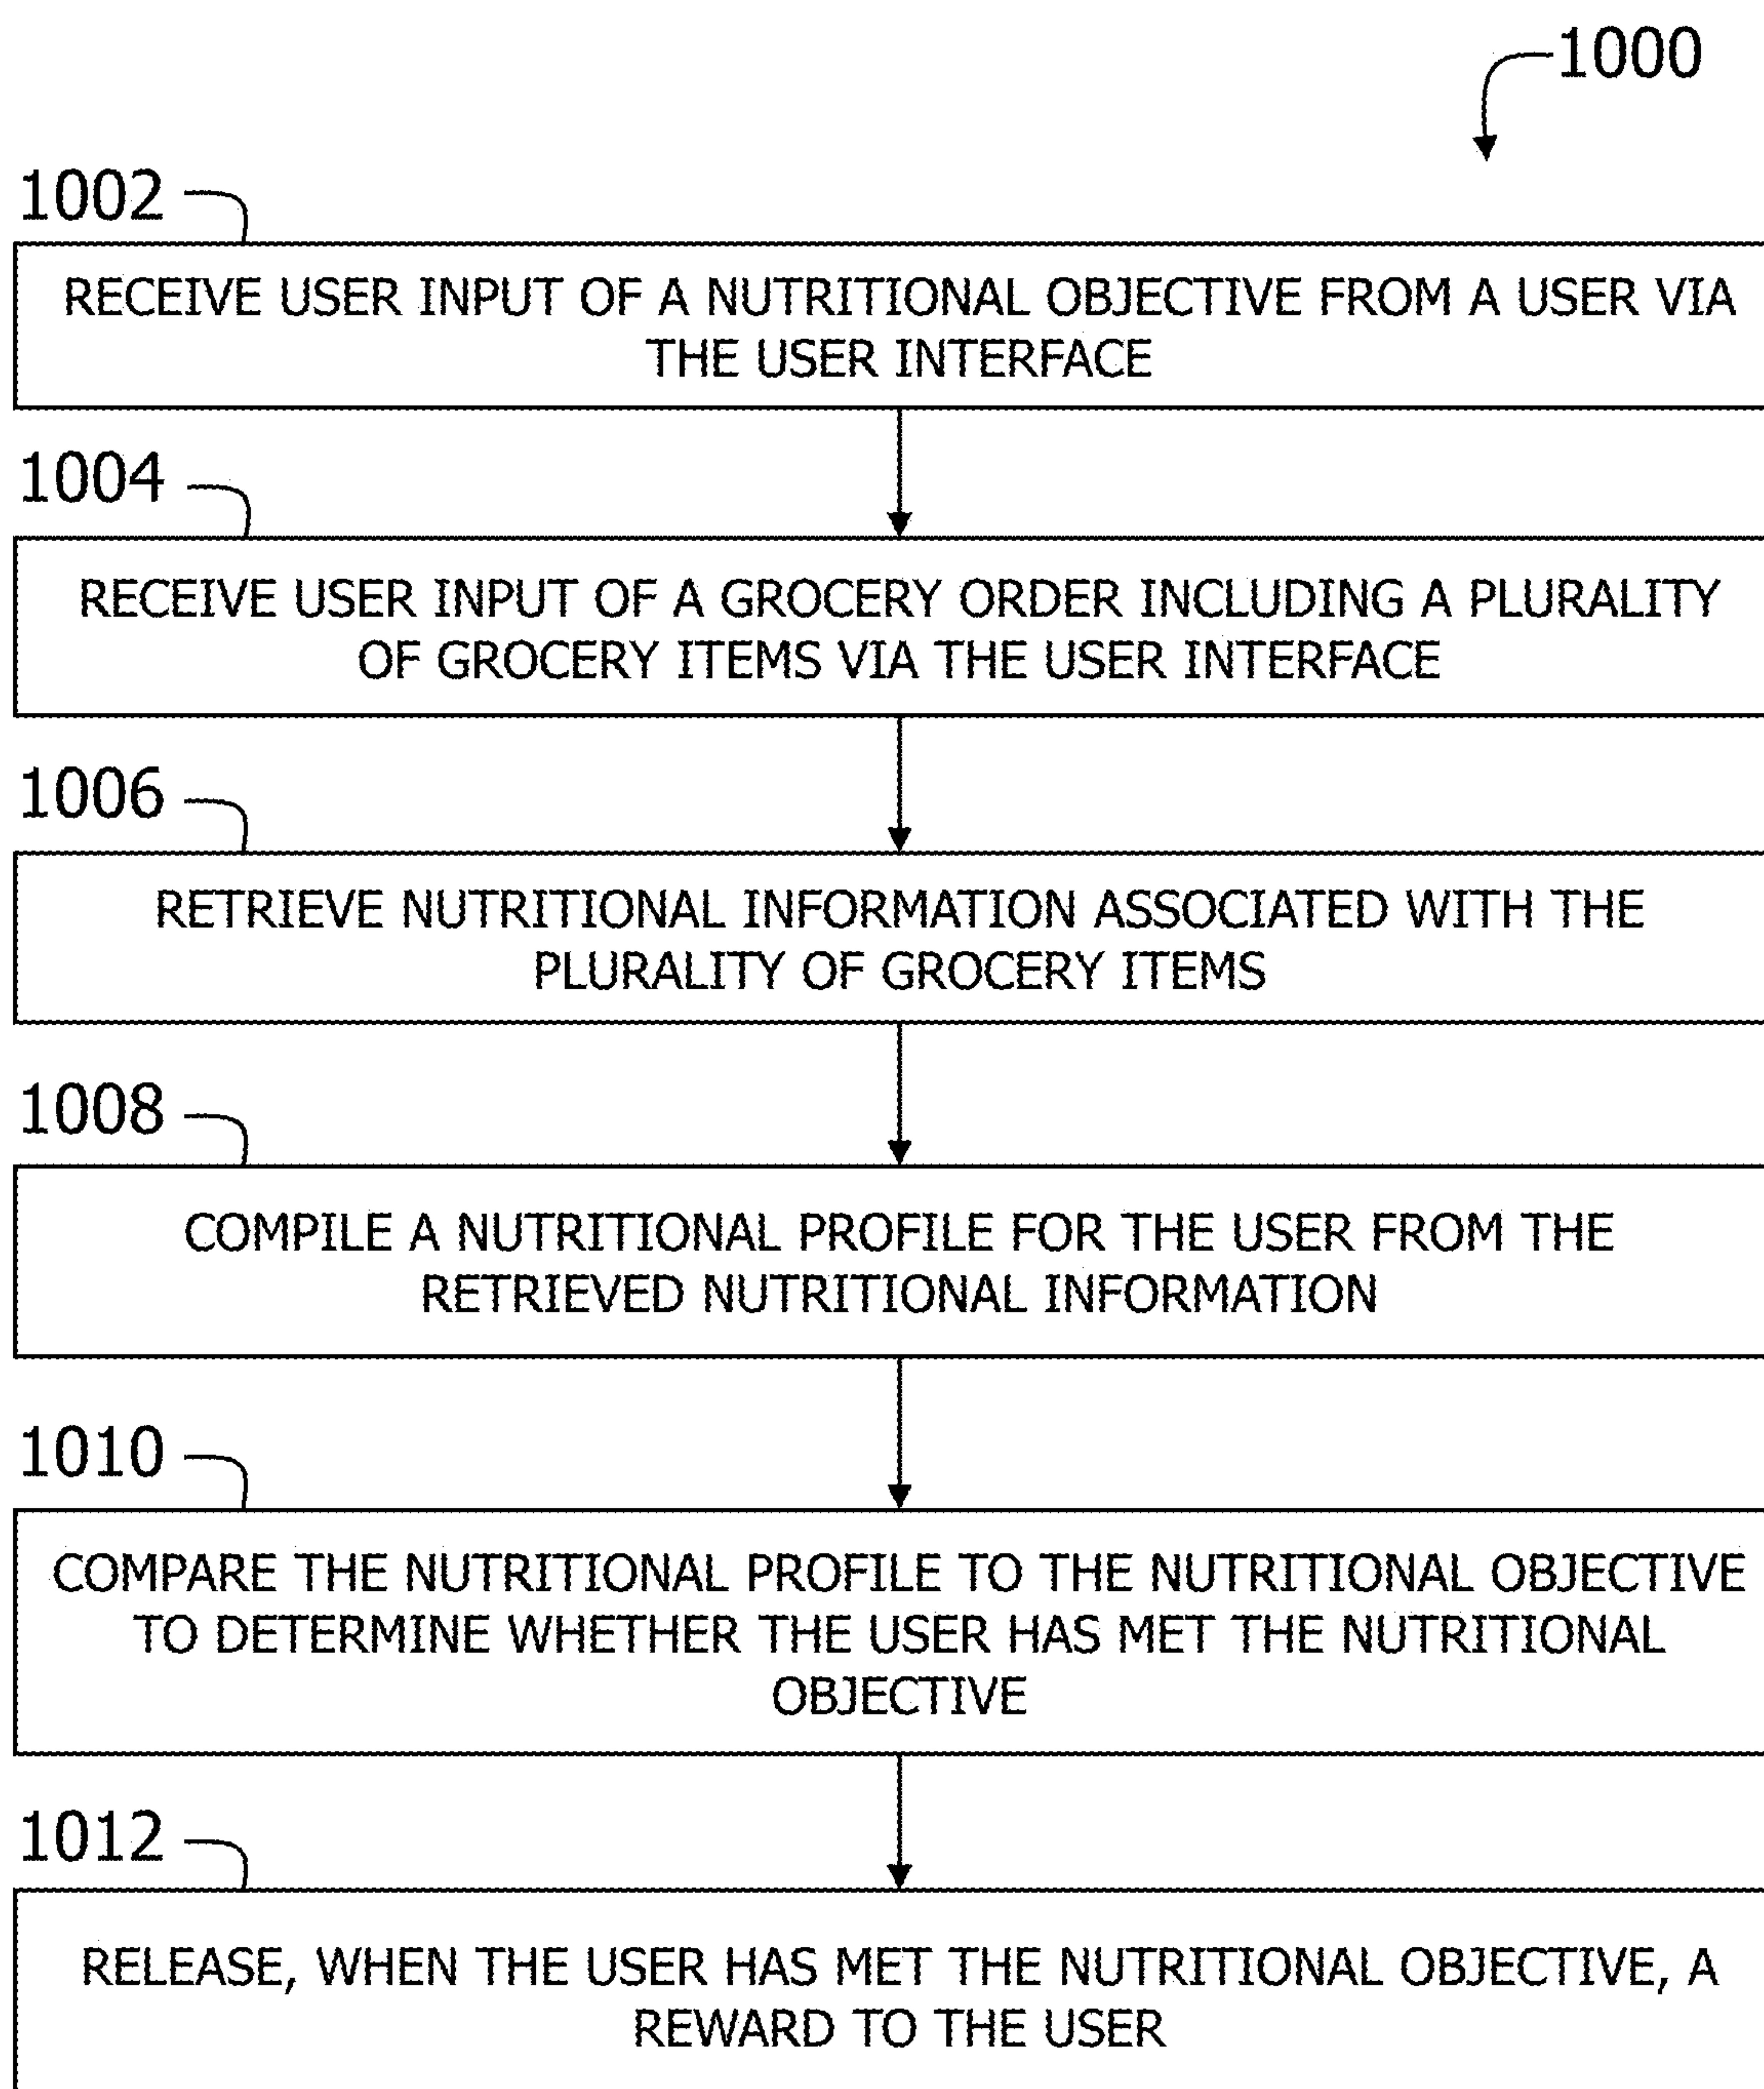 1000
1002
RECEIVE USER INPUT OF A NUTRITIONAL OBJECTIVE FROM A USER VIA
THE USER INTERFACE
1004
RECEIVE USER INPUT OF A GROCERY ORDER INCLUDING A PLURALITY
OF GROCERY ITEMS VIA THE USER INTERFACE
1006
RETRIEVE NUTRITIONAL INFORMATION ASSOCIATED WITH THE
PLURALITY OF GROCERY ITEMS
1008
COMPILE A NUTRITIONAL PROFILE FOR THE USER FROM THE
RETRIEVED NUTRITIONAL INFORMATION
1010
COMPARE THE NUTRITIONAL PROFILE TO THE NUTRITIONAL OBJECTIVE
TO DETERMINE WHETHER THE USER HAS MET THE NUTRITIONAL
OBJECTIVE
1012
RELEASE, WHEN THE USER HAS MET THE NUTRITIONAL OBJECTIVE, A
REWARD TO THE USER